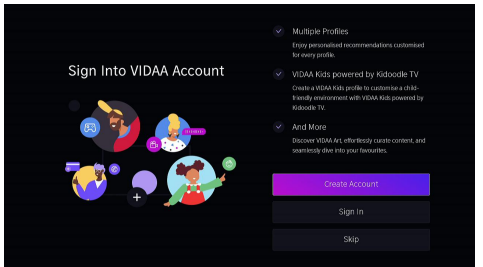 Sign Into VIDAA Account
Multiple Profiles
Enjoy personalised recommendations customised
for every profile.
VIDAA Kids powered by Kidoodle TV
Create a VIDAA Kids profile to customise a child-
friendly environment with VIDAA Kids powered by
Kidoodle TV.
And More
Discover VIDAA Art, effortlessly curate content, and
seamlessly dive into your favourites.
Create Account
Sign In
Skip